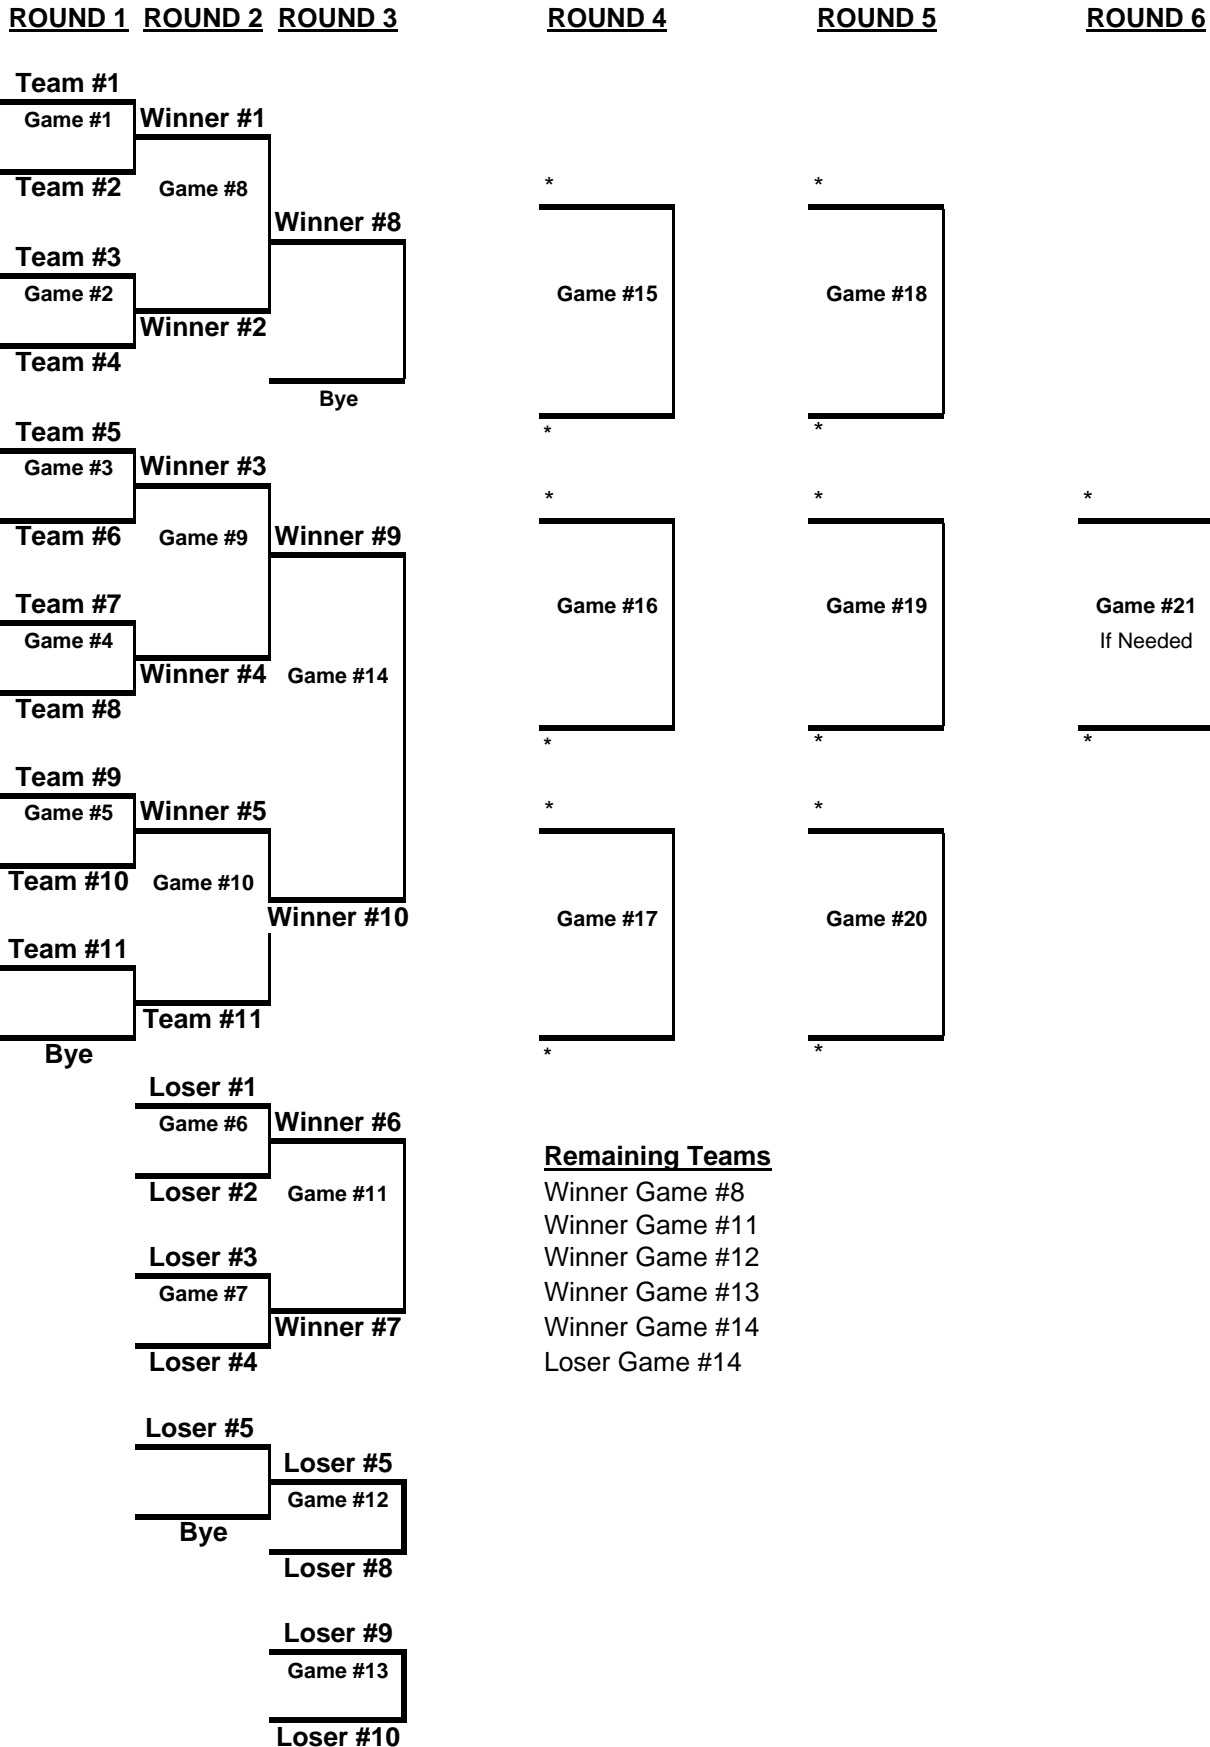 ROUND 1 ROUND 2 ROUND 3 ROUND 4 ROUND 5 ROUND 6
Team #1
Game #1 Winner #1
Team #2 Game #8 * *
Winner #8
Team #3
Game #2 Game #15 Game #18
Winner #2
Team #4
Bye
Team #5 * *
Game #3 Winner #3
* * *
Team #6 Game #9 Winner #9
Team #7 Game #16 Game #19 Game #21
Game #4 If Needed
Winner #4 Game #14
Team #8
* * *
Team #9
Game #5 Winner #5 * *
Team #10 Game #10
Winner #10 Game #17 Game #20
Team #11
Team #11
Bye * *
Loser #1
Game #6 Winner #6
Remaining Teams
Loser #2 Game #11 Winner Game #8
Winner Game #11
Loser #3 Winner Game #12
Game #7 Winner Game #13
Winner #7 Winner Game #14
Loser #4 Loser Game #14
Loser #5
Loser #5
Game #12
Bye
Loser #8
Loser #9
Game #13
Loser #10